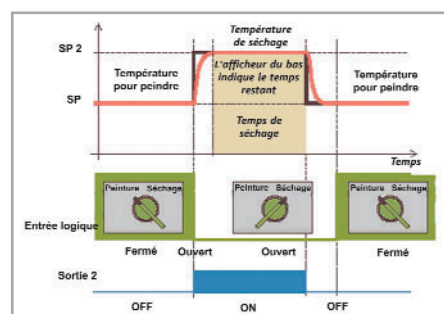 Température
de séchage
SP 2
L'afficheur du bas
indique le temps
restant
Température
pour peindre
Température
pour peindre
SP
Temps de
séchage
Temps
Peinture Séchage
Peinture Séchage
Peinture Séchage
Entrée logique
Fermé
Ouvert
Ouvert
Fermé
Sortie 2
OFF
ON
OFF